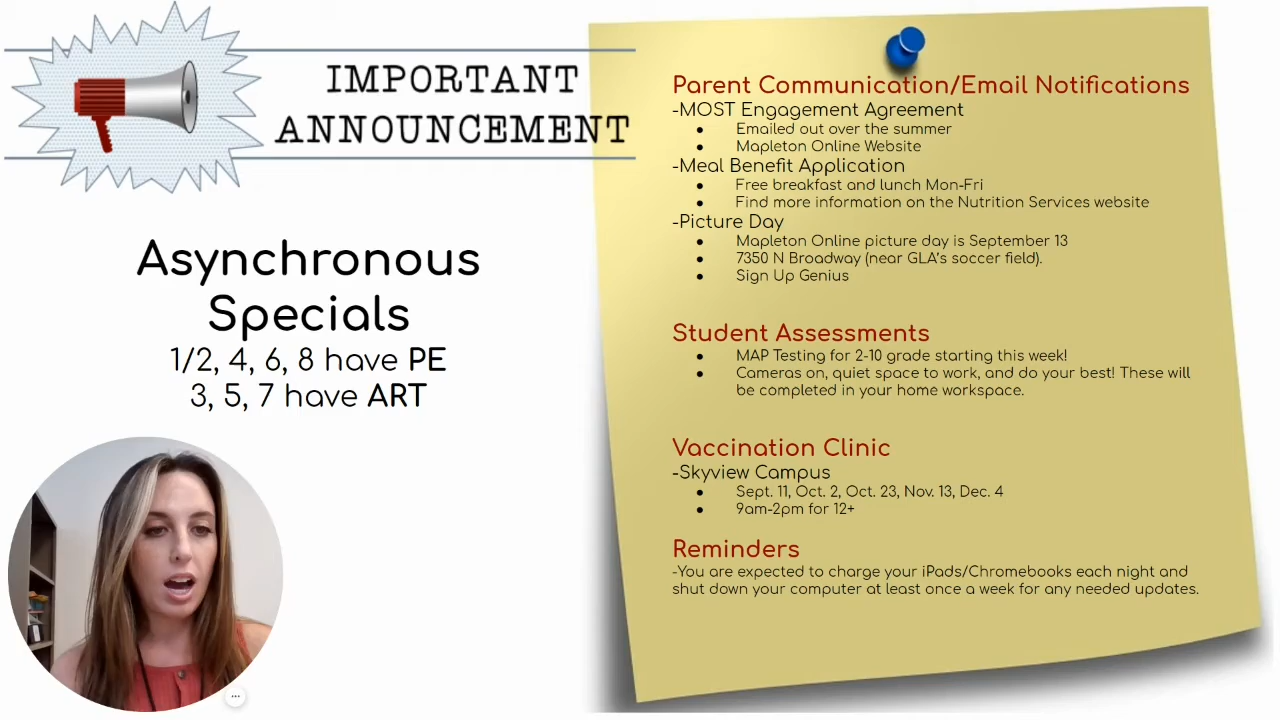 IMPORTANT
ANNOUNCEMENT
Asynchronous
Specials
1/2, 4, 6, 8 have PE
3, 5, 7 have ART
Parent Communication/Email Notifications
-MOST Engagement Agreement
● Emailed out over the summer
● Mapleton Online Website
-Meal Benefit Application
● Free breakfast and lunch Mon-Fri
● Find more information on the Nutrition Services website
-Picture Day
● Mapleton Online picture day is September 13
● 7350 N Broadway (near GLA's soccer field).
● Sign Up Genius
Student Assessments
● MAP Testing for 2-10 grade starting this week!
● Cameras on, quiet space to work, and do your best! These will
be completed in your home workspace.
Vaccination Clinic
-Skyview Campus
● Sept. 11, Oct. 2, Oct. 23, Nov. 13, Dec. 4
● 9am-2pm for 12+
Reminders
-You are expected to charge your iPads/Chromebooks each night and
shut down your computer at least once a week for any needed updates.